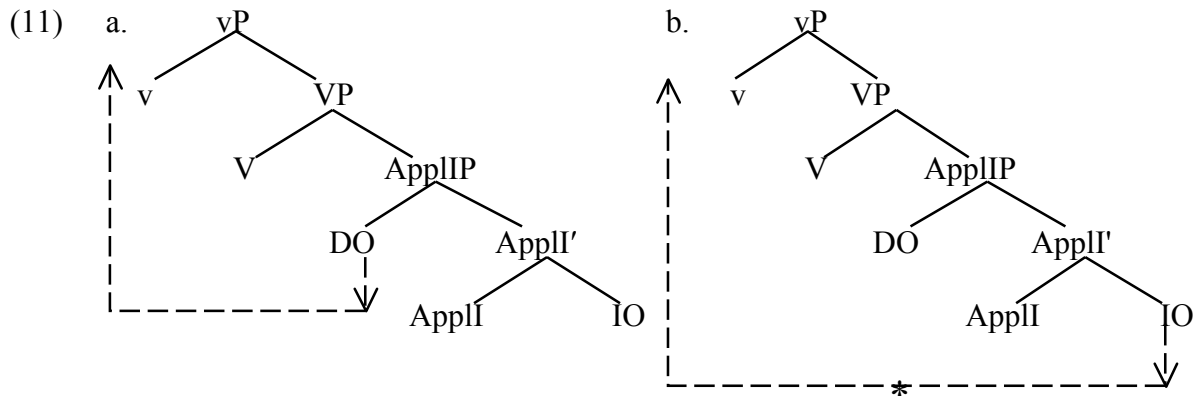 (11) a. vP b. vP
v VP v VP
V ApplIP V ApplIP
DO ApplI′ DO ApplI'
ApplI IO ApplI IO
*